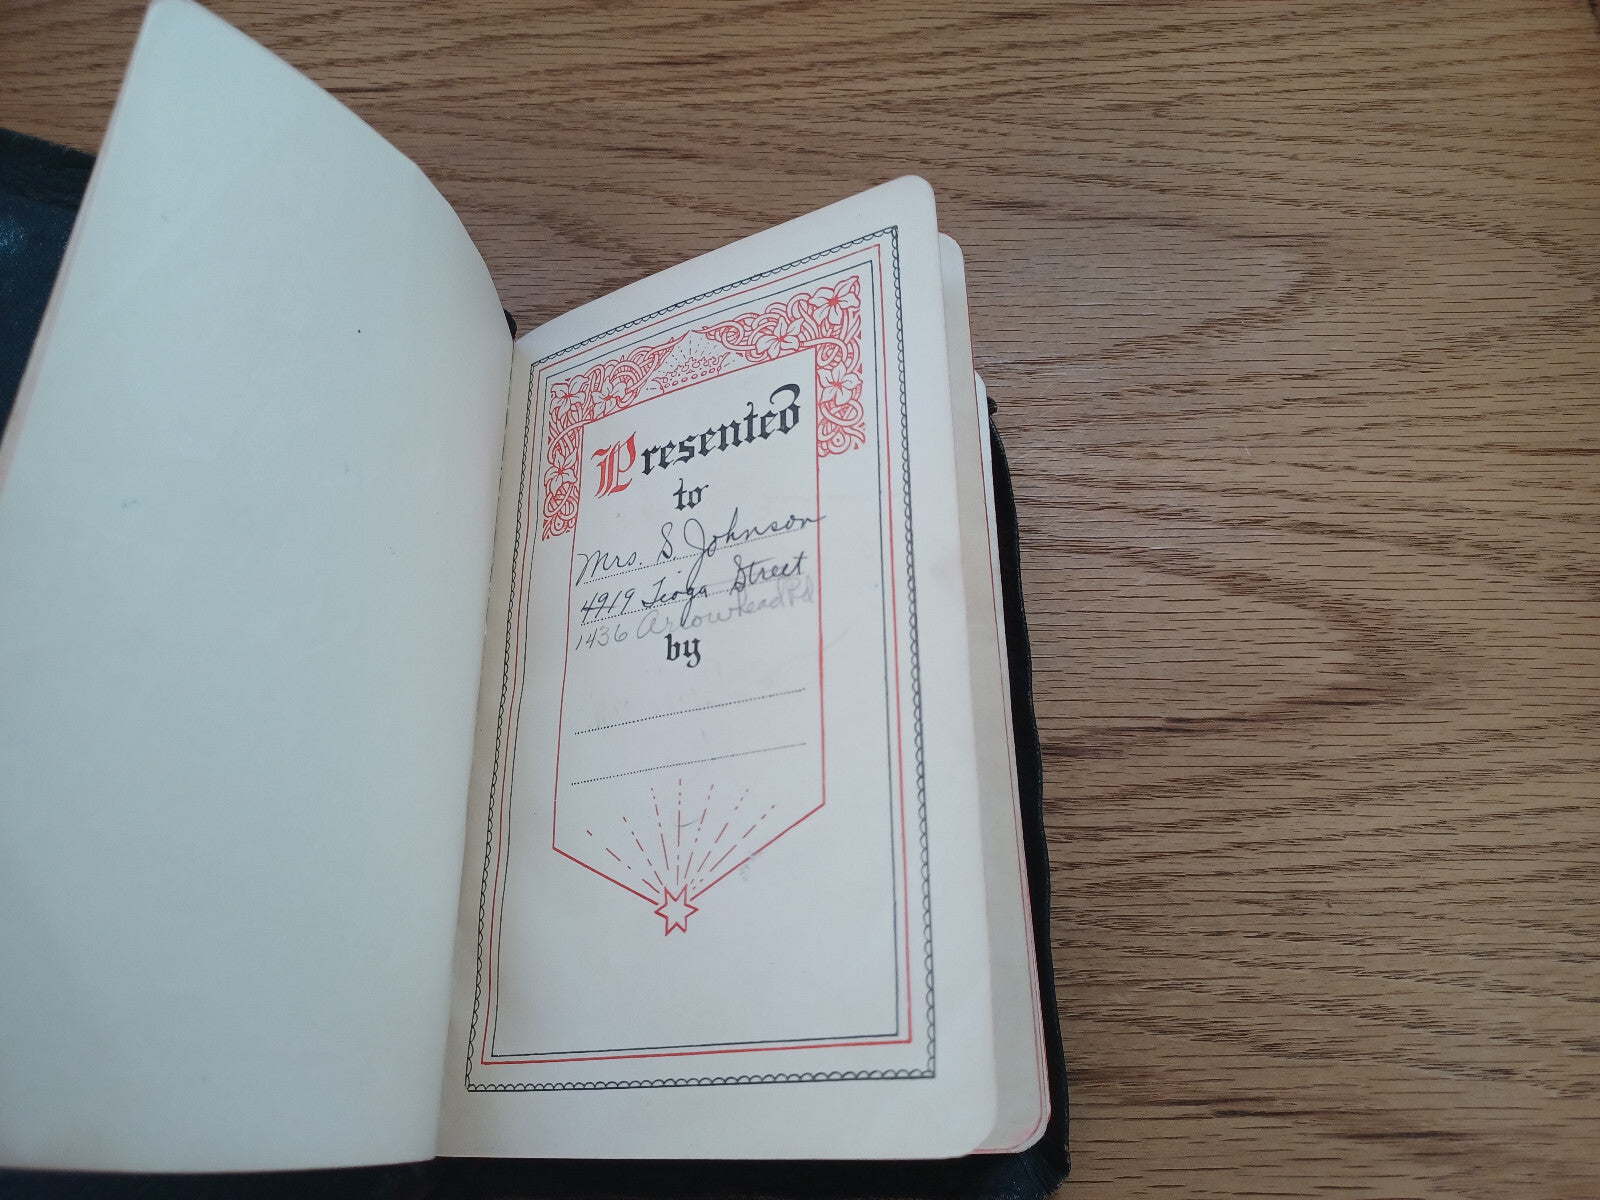 Presented
to
Mrs. S. Johnson
4919 Tioga Street
1436 Arrowhead Rd
by